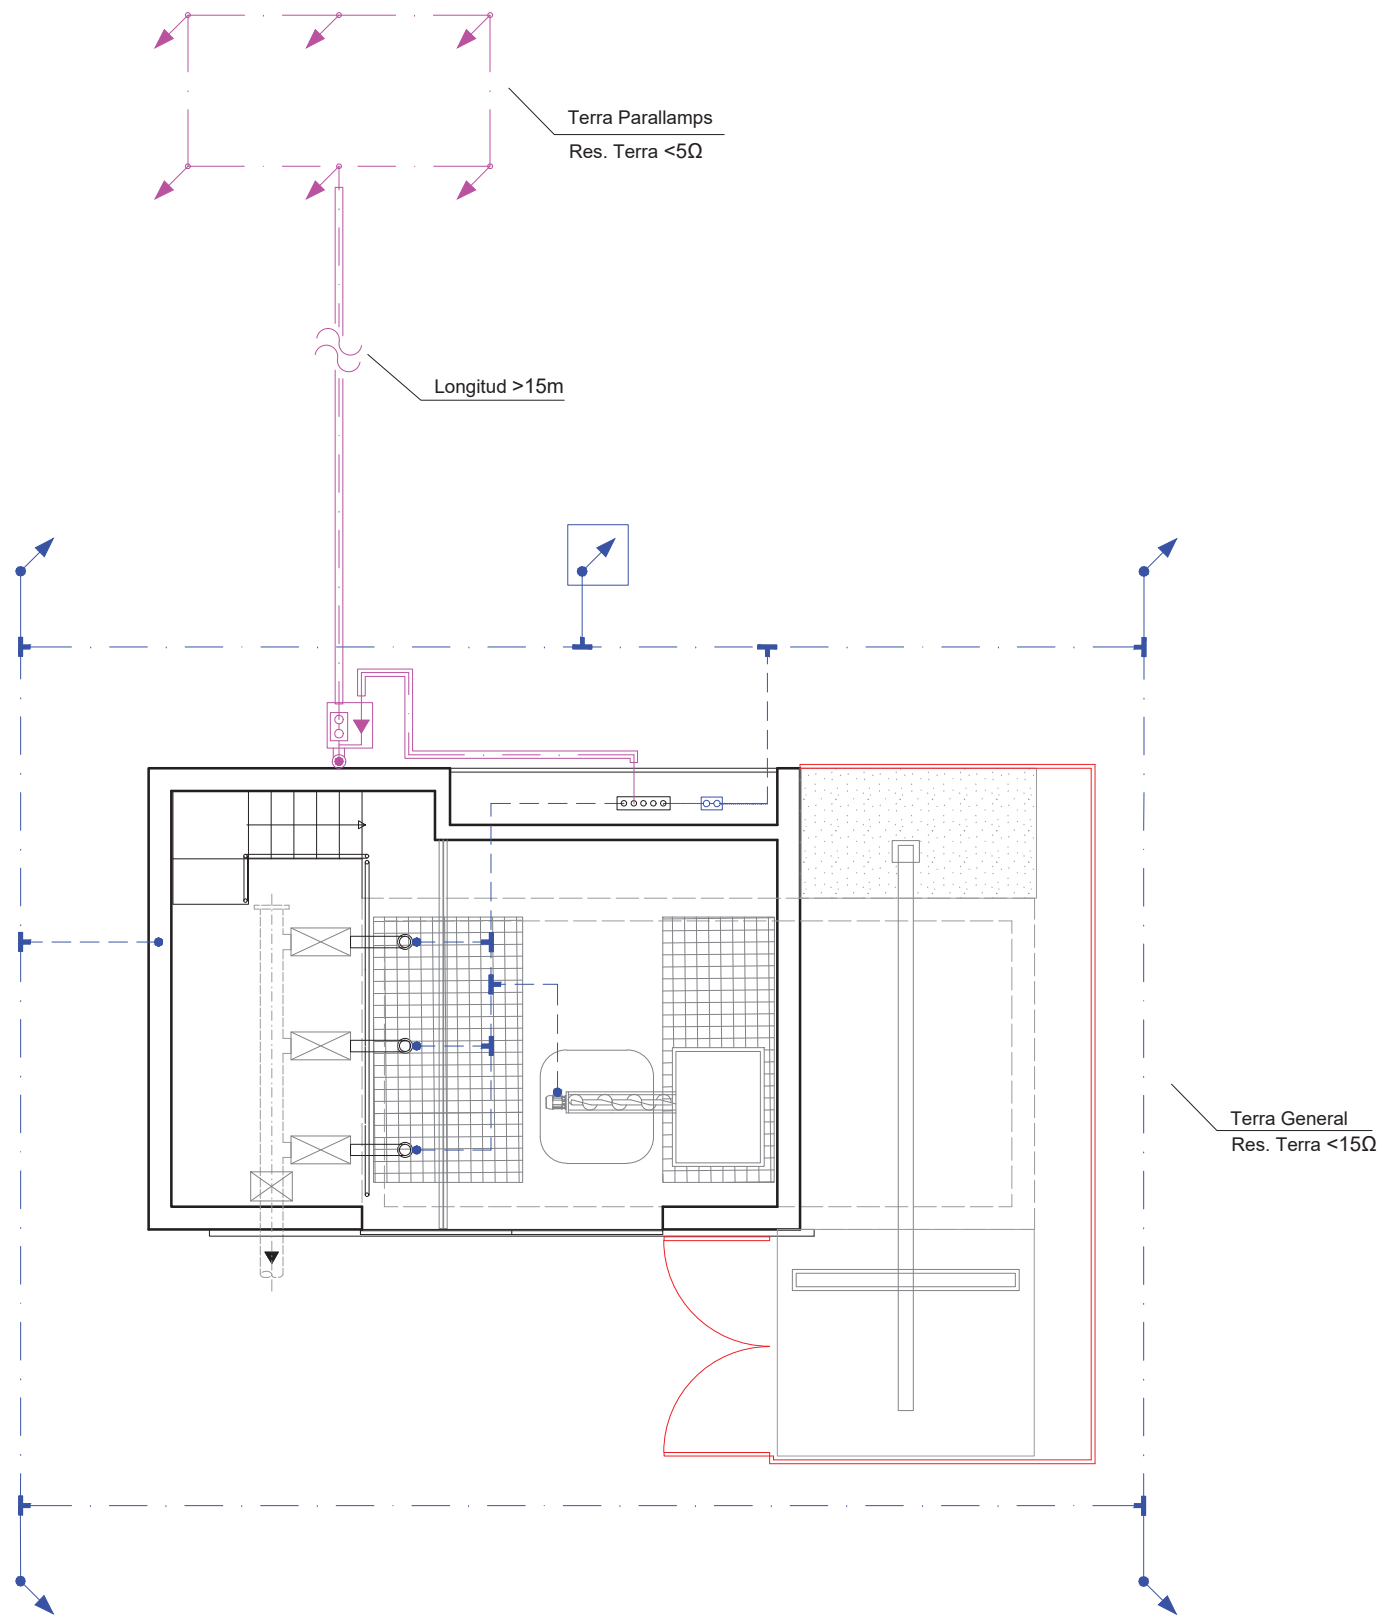 Terra Parallamps
Res. Terra <5Ω
Longitud >15m
Terra General
Res. Terra <15Ω